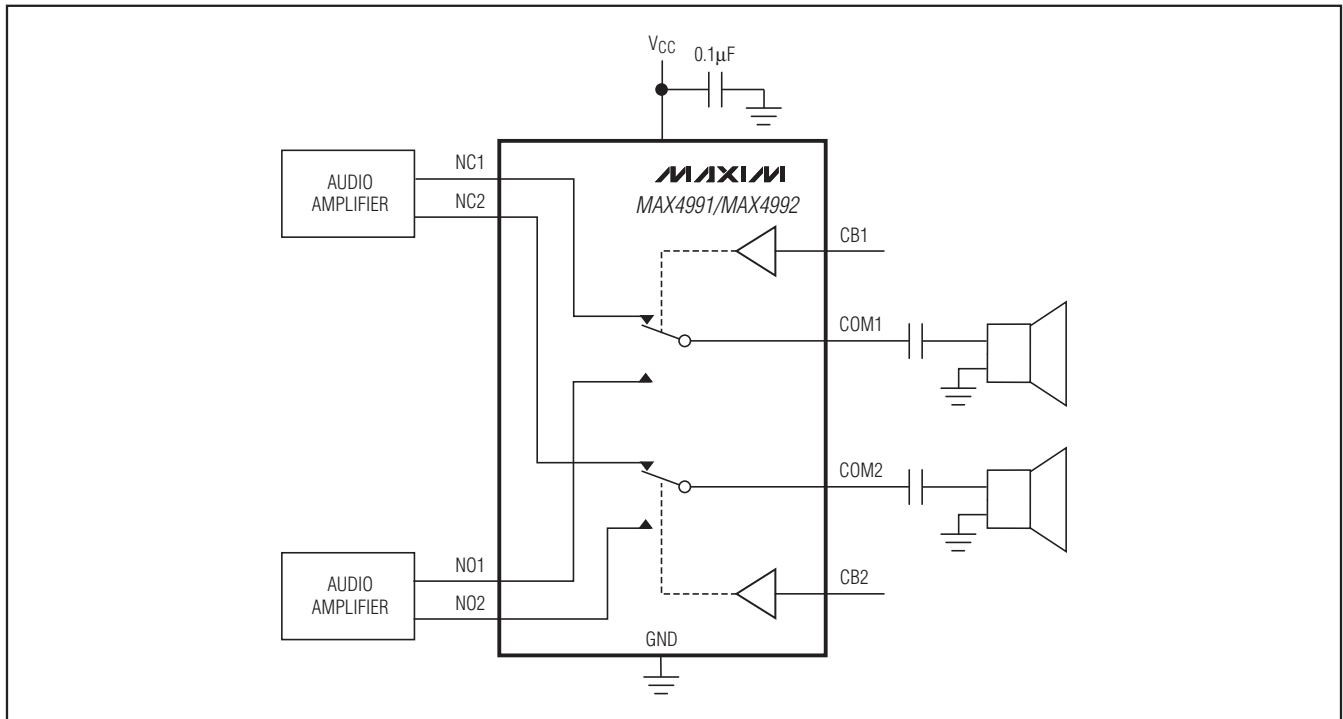 VCC
0.1μF
AUDIO
AMPLIFIER
NC1
NC2
MAXIM
MAX4991/MAX4992
CB1
COM1
COM2
CB2
AUDIO
AMPLIFIER
NO1
NO2
GND